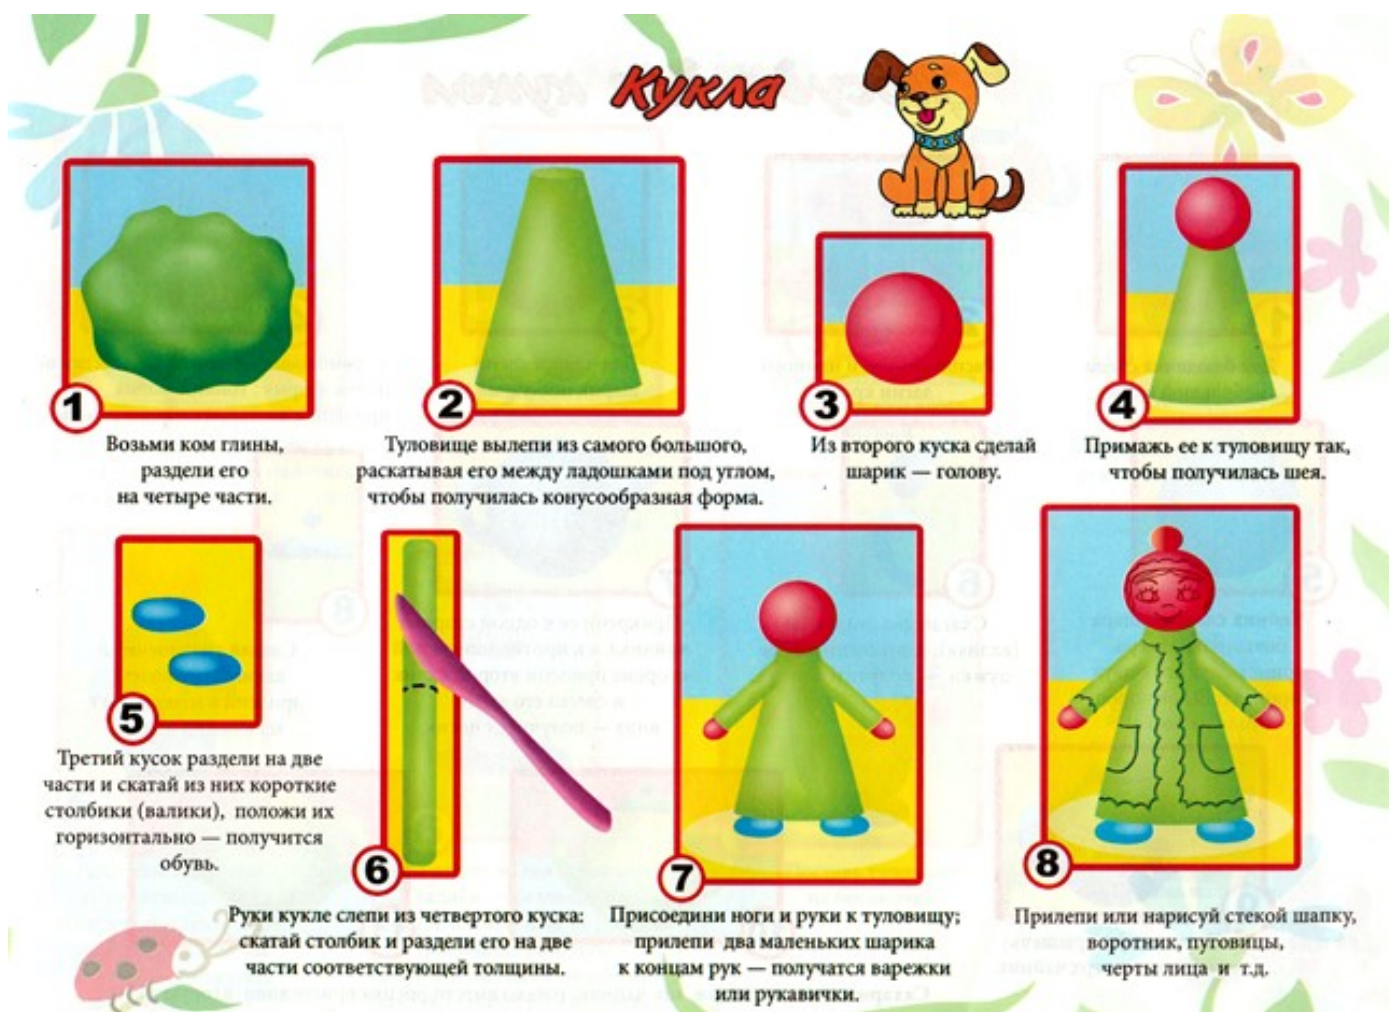 Кукла
1
Возьми ком глины,
раздели его
на четыре части.
2
Туловище вылепи из самого большого,
раскатывая его между ладошками под углом,
чтобы получилась конусообразная форма.
3
Из второго куска сделай
шарик — голову.
4
Примажь ее к туловищу так,
чтобы получилась шея.
5
Третий кусок раздели на две
части и скатай из них короткие
столбики (валики), положи их
горизонтально — получится
обувь.
6
Руки кукле слепи из четвертого куска:
скатай столбик и раздели его на две
части соответствующей толщины.
7
Присоедини ноги и руки к туловищу;
прилепи два маленьких шарика
к концам рук — получатся варежки
или рукавички.
8
Прилепи или нарисуй стекой шапку,
воротник, пуговицы,
черты лица и т.д.